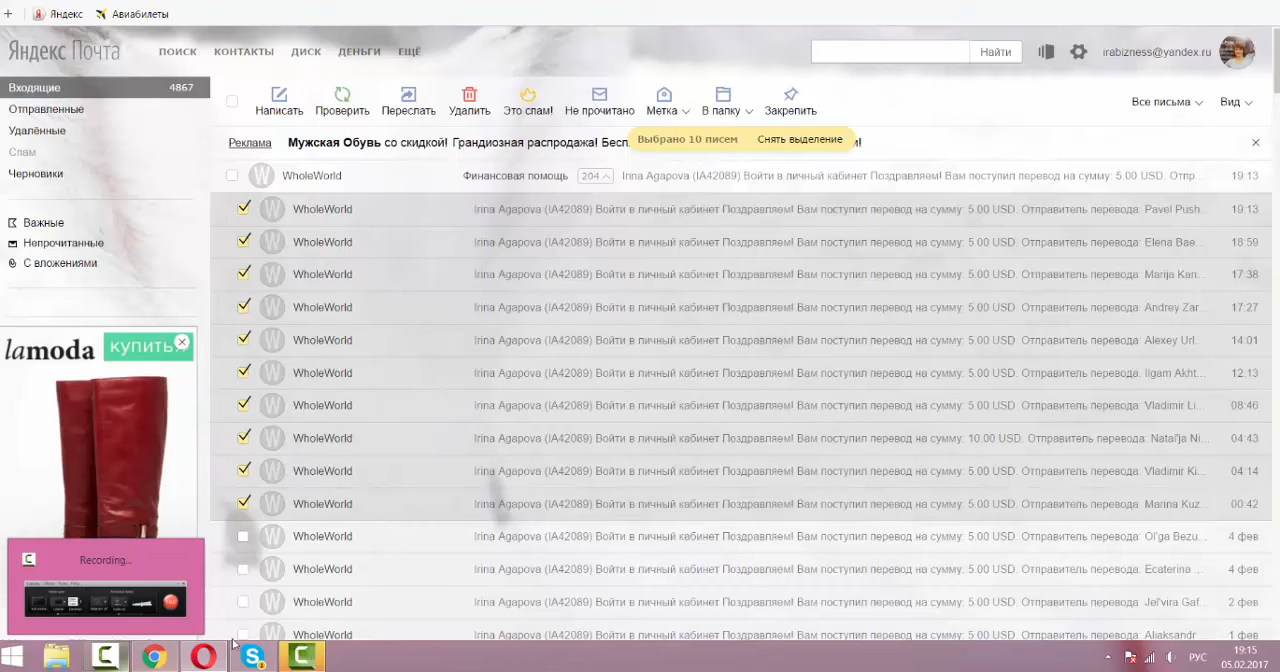 + Яндекс Авиабилеты
Яндекс Почта ПОИСК КОНТАКТЫ ДИСК ДЕНЬГИ ЕЩЁ Найти irabizness@yandex.ru
Входящие 4867
Отправленные
Удалённые
Спам
Черновики
Важные
Непрочитанные
С вложениями
Написать Проверить Переслать Удалить Это спам! Не прочитано Метка В папку Закрепить Все письма Вид
Реклама Мужская Обувь со скидкой! Грандиозная распродажа! Бесп
Выбрано 10 писем Снять выделение
W WholeWorld Финансовая помощь 204 Irina Agapova (IA42089) Войти в личный кабинет Поздравляем! Вам поступил перевод на сумму: 5.00 USD. Отпр... 19:13
W WholeWorld Irina Agapova (IA42089) Войти в личный кабинет Поздравляем! Вам поступил перевод на сумму: 5.00 USD. Отправитель перевода: Pavel Push... 19:13
W WholeWorld Irina Agapova (IA42089) Войти в личный кабинет Поздравляем! Вам поступил перевод на сумму: 5.00 USD. Отправитель перевода: Elena Bae... 18:59
W WholeWorld Irina Agapova (IA42089) Войти в личный кабинет Поздравляем! Вам поступил перевод на сумму: 5.00 USD. Отправитель перевода: Marija Kan... 17:38
W WholeWorld Irina Agapova (IA42089) Войти в личный кабинет Поздравляем! Вам поступил перевод на сумму: 5.00 USD. Отправитель перевода: Andrey Zar... 17:27
W WholeWorld Irina Agapova (IA42089) Войти в личный кабинет Поздравляем! Вам поступил перевод на сумму: 5.00 USD. Отправитель перевода: Alexey Url... 14:01
W WholeWorld Irina Agapova (IA42089) Войти в личный кабинет Поздравляем! Вам поступил перевод на сумму: 5.00 USD. Отправитель перевода: Ilgam Akht... 12:13
W WholeWorld Irina Agapova (IA42089) Войти в личный кабинет Поздравляем! Вам поступил перевод на сумму: 5.00 USD. Отправитель перевода: Vladimir Li... 08:46
W WholeWorld Irina Agapova (IA42089) Войти в личный кабинет Поздравляем! Вам поступил перевод на сумму: 10.00 USD. Отправитель перевода: Natal'ja Ni... 04:43
W WholeWorld Irina Agapova (IA42089) Войти в личный кабинет Поздравляем! Вам поступил перевод на сумму: 5.00 USD. Отправитель перевода: Vladimir Ki... 04:14
W WholeWorld Irina Agapova (IA42089) Войти в личный кабинет Поздравляем! Вам поступил перевод на сумму: 5.00 USD. Отправитель перевода: Marina Kuz... 00:42
W WholeWorld Irina Agapova (IA42089) Войти в личный кабинет Поздравляем! Вам поступил перевод на сумму: 5.00 USD. Отправитель перевода: Ol'ga Bezu... 4 фев
W WholeWorld Irina Agapova (IA42089) Войти в личный кабинет Поздравляем! Вам поступил перевод на сумму: 5.00 USD. Отправитель перевода: Ecaterina ... 4 фев
W WholeWorld Irina Agapova (IA42089) Войти в личный кабинет Поздравляем! Вам поступил перевод на сумму: 5.00 USD. Отправитель перевода: Jel'vira Gaf... 2 фев
W WholeWorld Irina Agapova (IA42089) Войти в личный кабинет Поздравляем! Вам поступил перевод на сумму: 5.00 USD. Отправитель перевода: Aliaksandr ... 1 фев
lamoda КУПИТЬ
Recording...
РУС 19:15
05.02.2017